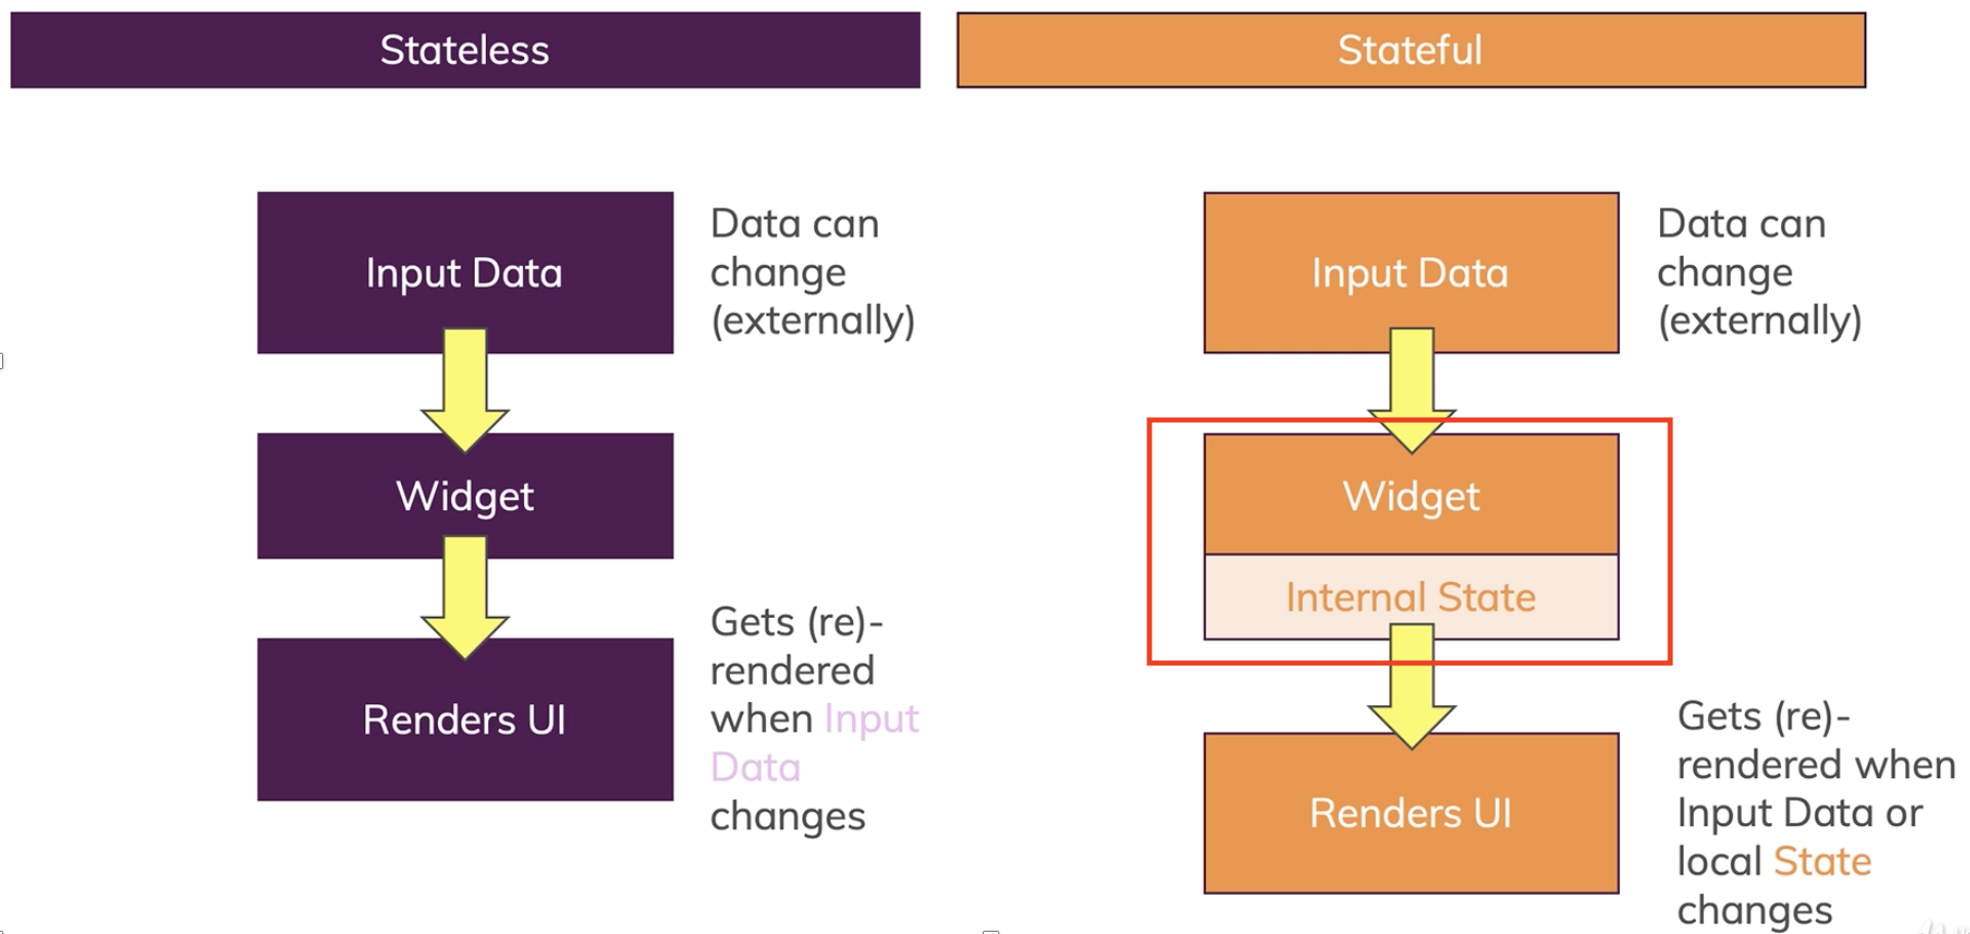 Stateless
Input Data
Data can
change
(externally)
Widget
Renders UI
Gets (re)-
rendered
when Input
Data
changes
Stateful
Input Data
Data can
change
(externally)
Widget
Internal State
Renders UI
Gets (re)-
rendered when
Input Data or
local State
changes